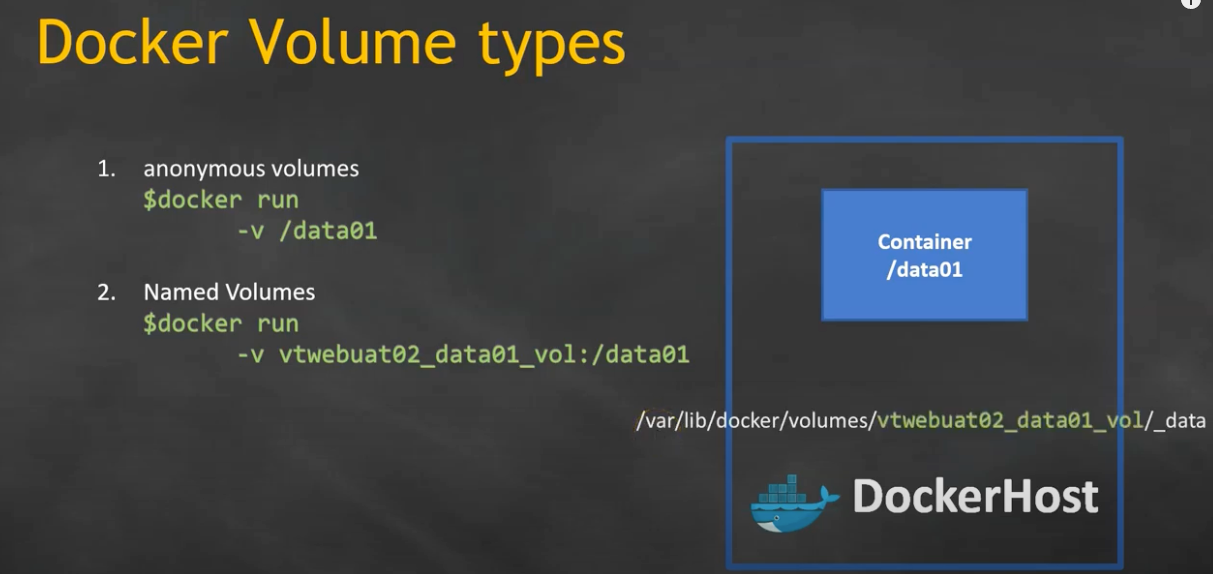 Docker Volume types
1. anonymous volumes
$docker run
-v /data01
2. Named Volumes
$docker run
-v vtwebuat02_data01_vol:/data01
Container
/data01
/var/lib/docker/volumes/vtwebuat02_data01_vol/_data
DockerHost